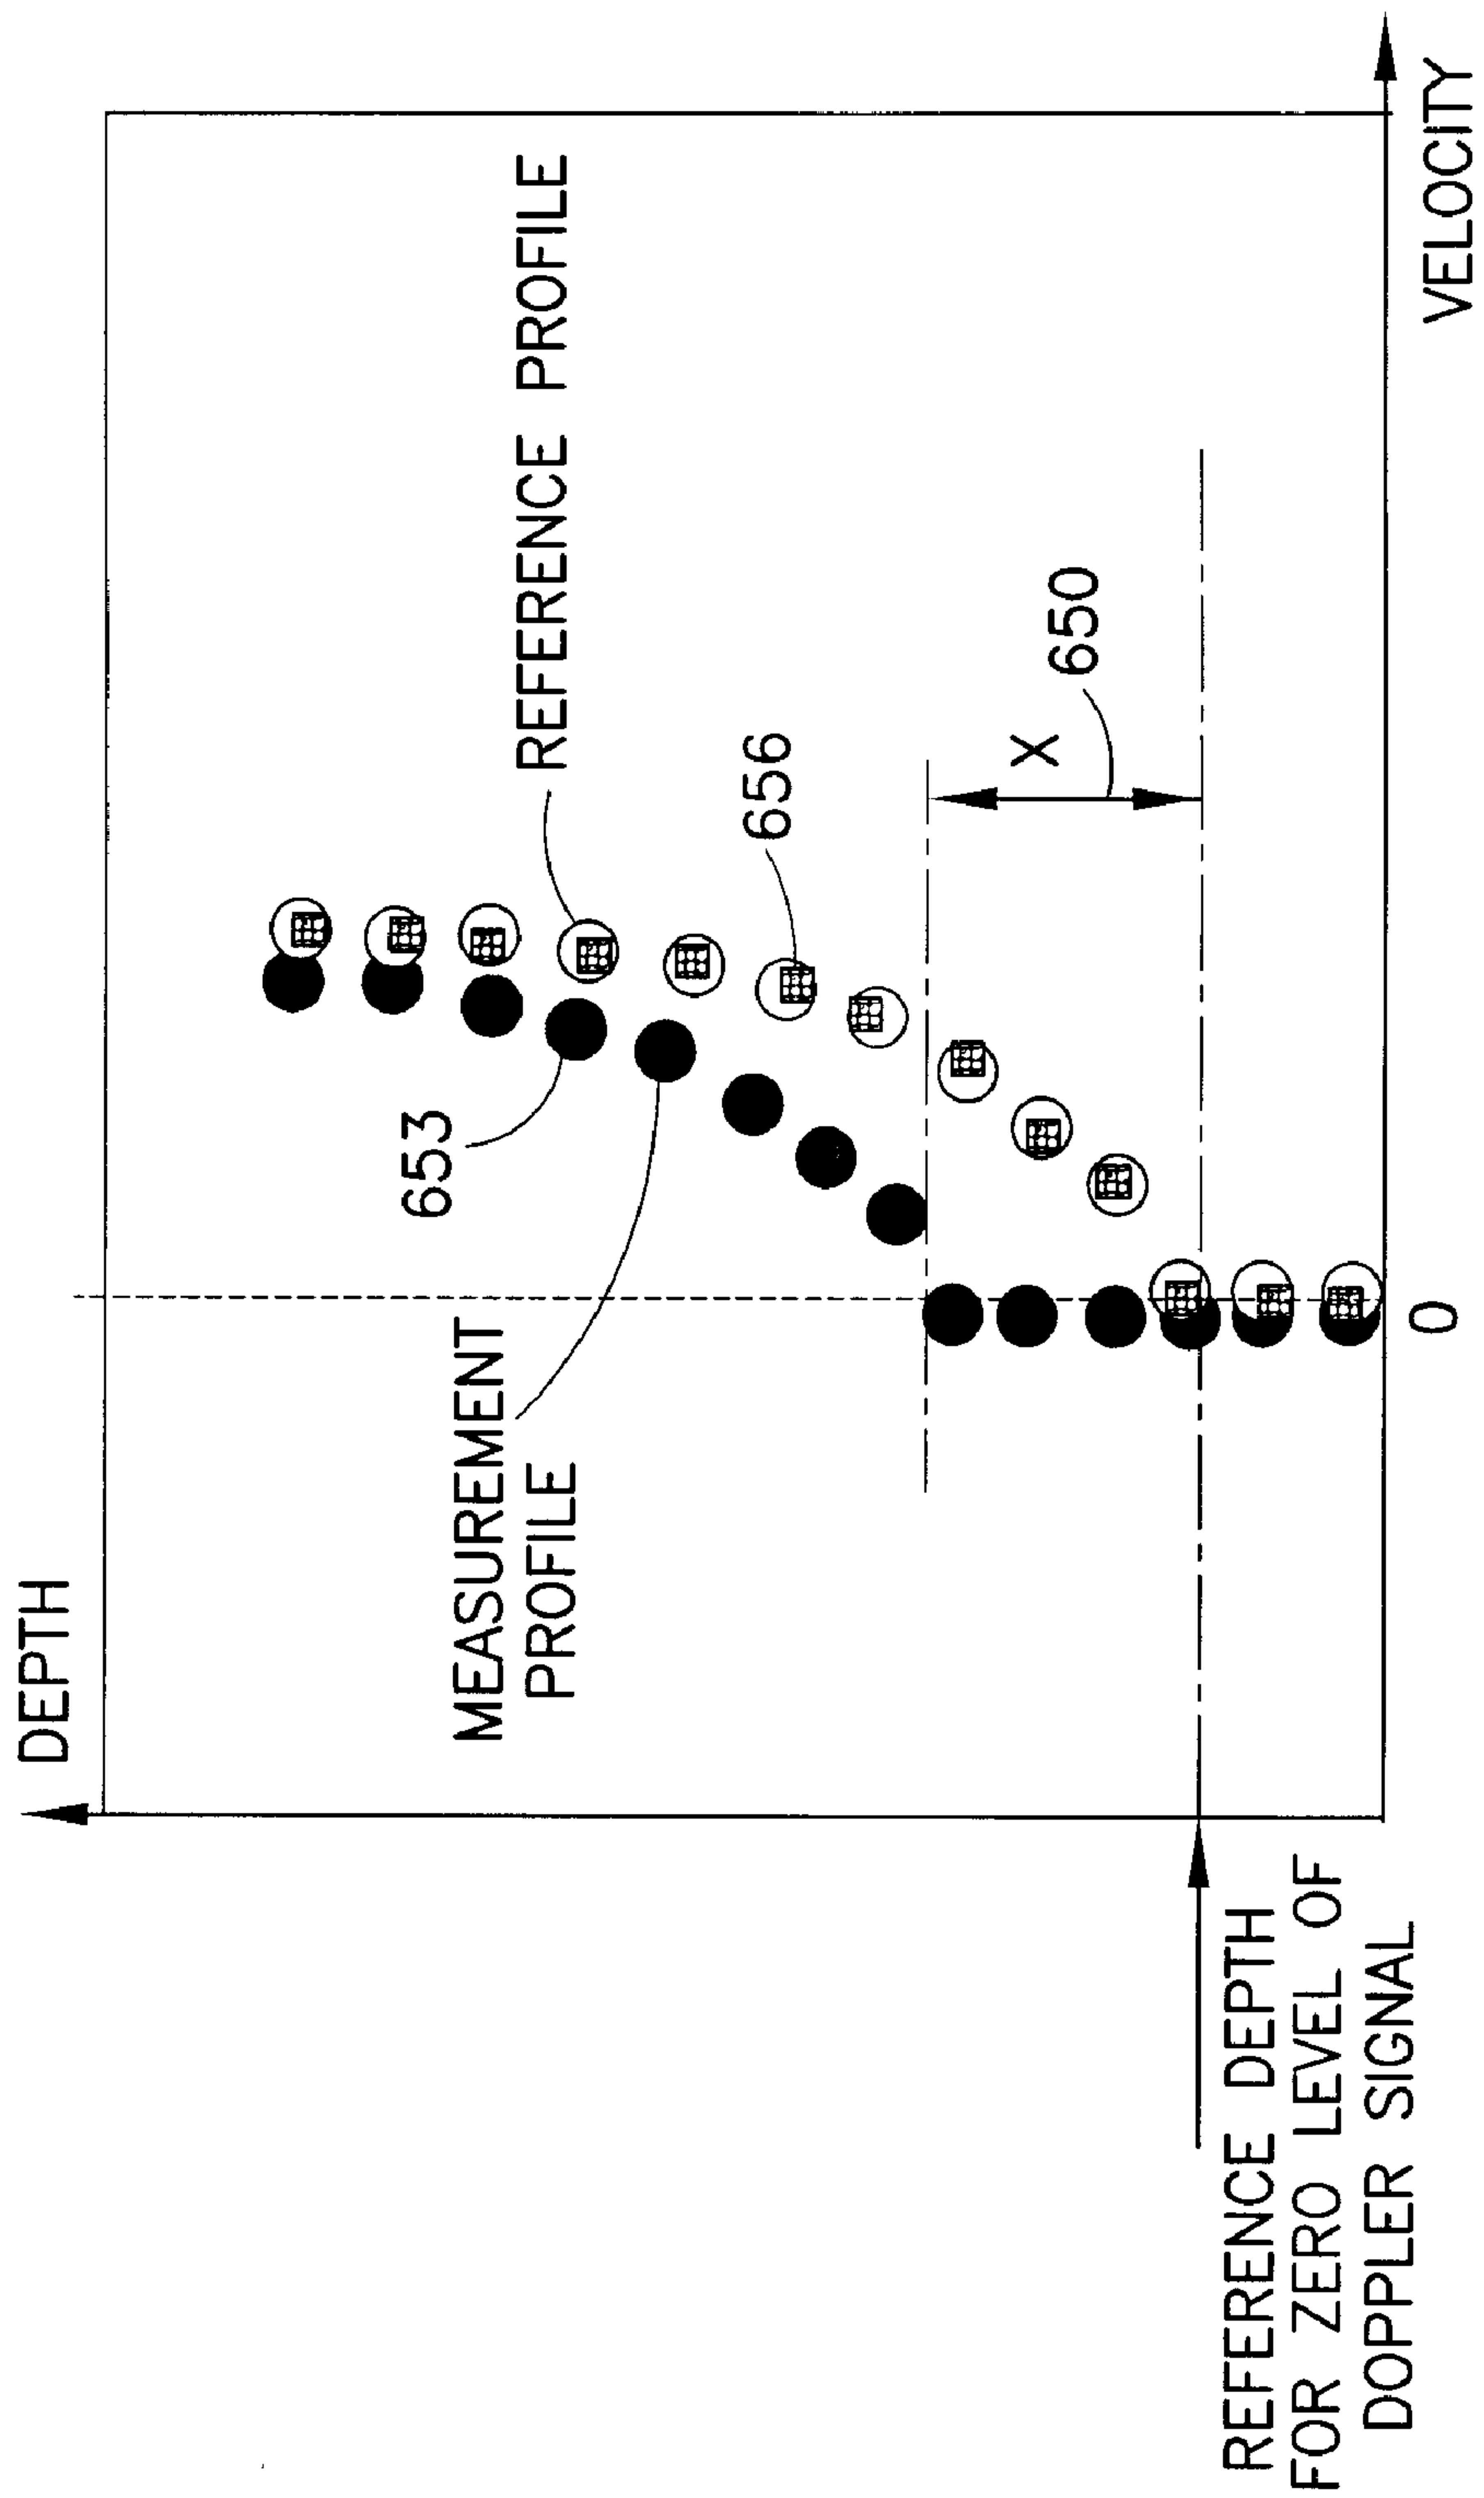 DEPTH
MEASUREMENT
PROFILE
653
REFERENCE PROFILE
656
X
650
REFERENCE DEPTH
FOR ZERO LEVEL OF
DOPPLER SIGNAL
0
VELOCITY